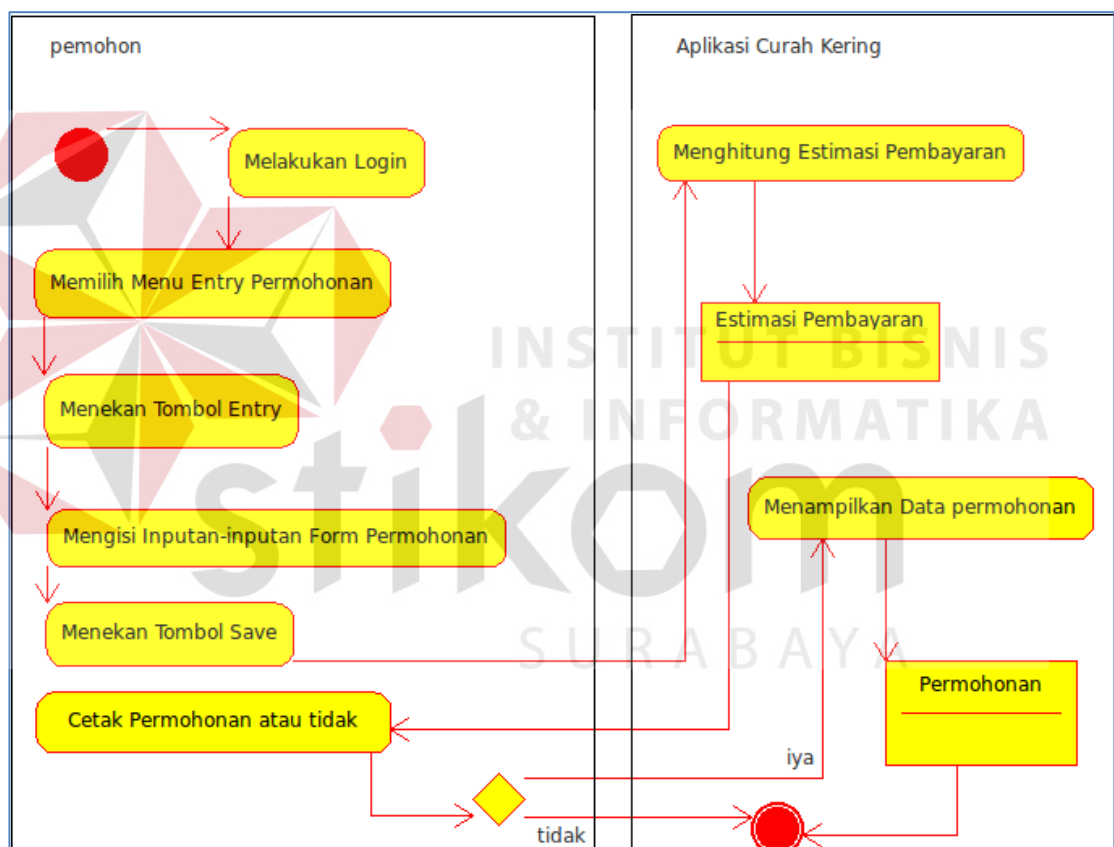 pemohon
Aplikasi Curah Kering
Melakukan Login
Menghitung Estimasi Pembayaran
Memilih Menu Entry Permohonan
Estimasi Pembayaran
Menekan Tombol Entry
Mengisi Inputan-inputan Form Permohonan
Menampilkan Data permohonan
Menekan Tombol Save
Permohonan
Cetak Permohonan atau tidak
iya
tidak
INSTITUT BISNIS
& INFORMATIKA
stikom
SURABAYA